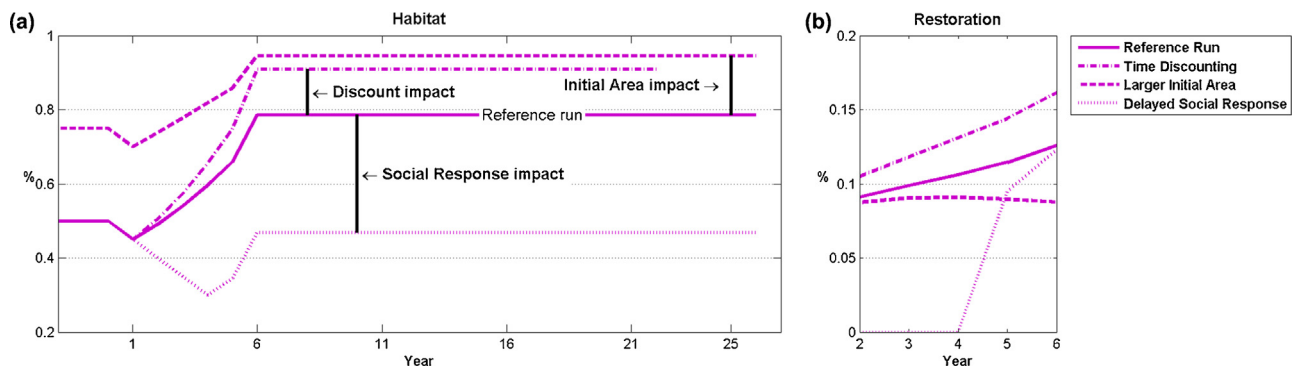 (a)
Habitat
1
0.8
%
0.6
0.4
0.2
← Discount impact
Initial Area impact →
Reference run
← Social Response impact
1 6 11 16 21 25
Year
(b)
Restoration
0.2
0.15
%
0.1
0.05
0
2 3 4 5 6
Year
Reference Run
Time Discounting
Larger Initial Area
Delayed Social Response